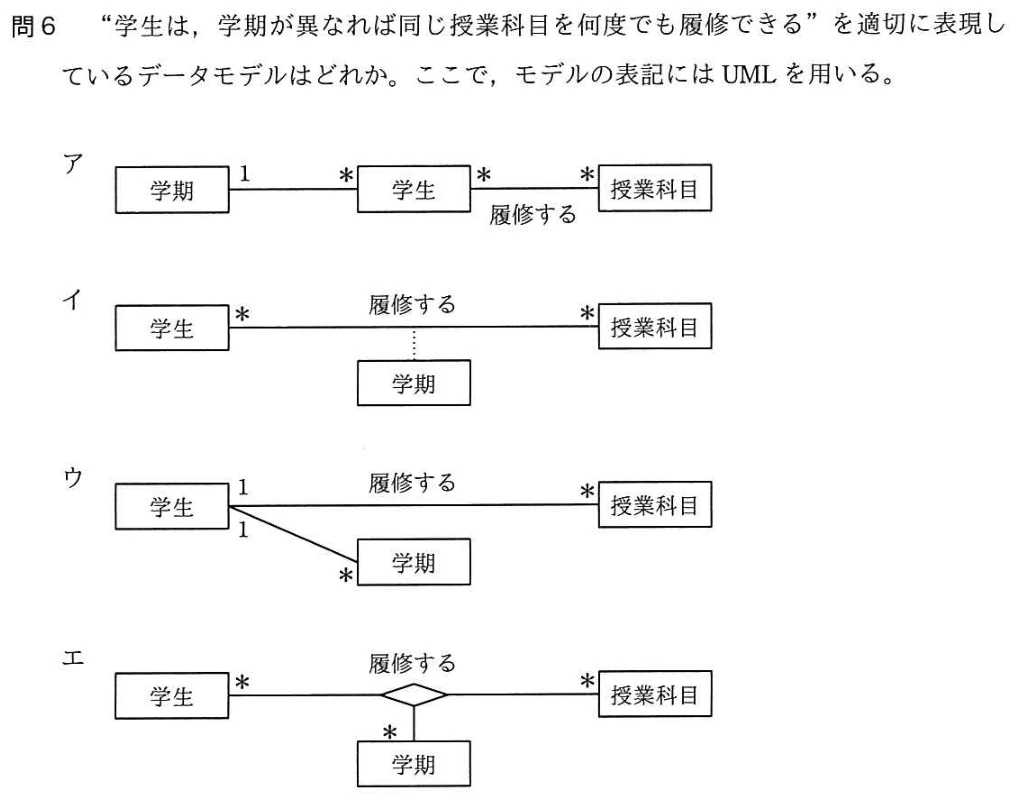 問6 “学生は，学期が異なれば同じ授業科目を何度でも履修できる”を適切に表現し
ているデータモデルはどれか。ここで，モデルの表記には UML を用いる。
ア
学期 1 * 学生 * * 授業科目
履修する
イ
履修する
学生 * * 授業科目
学期
ウ
履修する
学生 1 * 授業科目
1
* 学期
エ
履修する
学生 * * 授業科目
*
学期